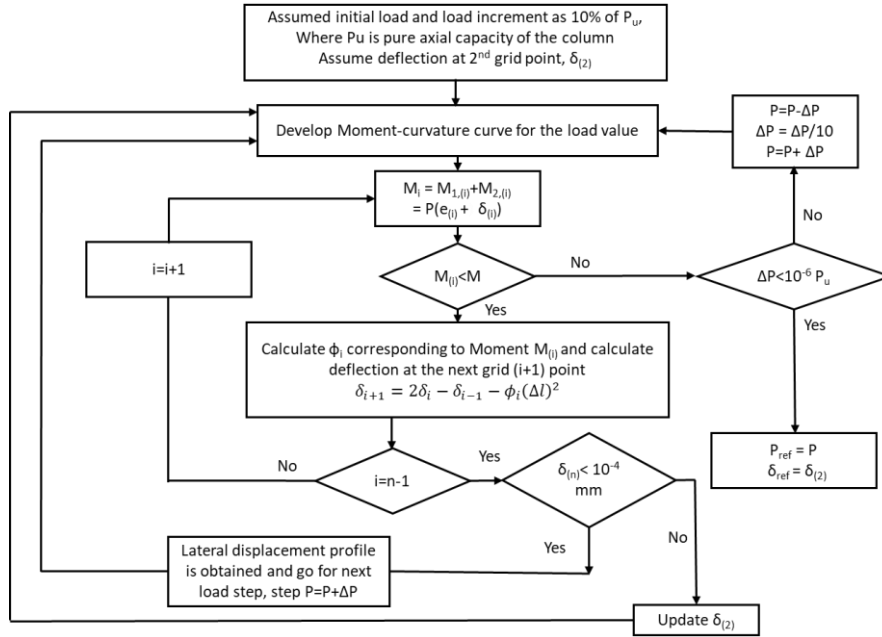 Assumed initial load and load increment as 10% of Pu,
Where Pu is pure axial capacity of the column
Assume deflection at 2nd grid point, δ(2)
Develop Moment-curvature curve for the load value
P=P-ΔP
ΔP = ΔP/10
P=P+ ΔP
Mi = M1,(i)+M2,(i)
= P(e(i) + δ(i))
No
i=i+1
M(i)<M
No
ΔP<10-6 Pu
Yes
Yes
Calculate ϕi corresponding to Moment M(i) and calculate
deflection at the next grid (i+1) point
δi+1 = 2δi − δi−1 − ϕi(Δl)2
Pref = P
δref = δ(2)
No
i=n-1
Yes
δ(n)< 10-4
mm
No
Yes
Lateral displacement profile
is obtained and go for next
load step, step P=P+ΔP
Update δ(2)